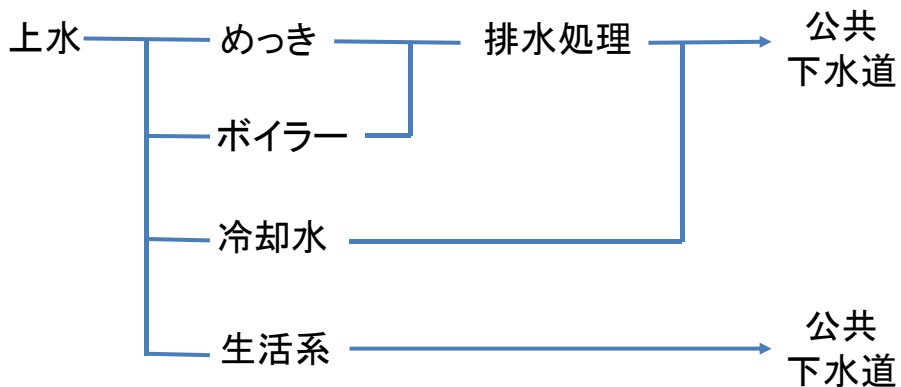 上水
めっき
排水処理
公共
下水道
ボイラー
冷却水
生活系
公共
下水道